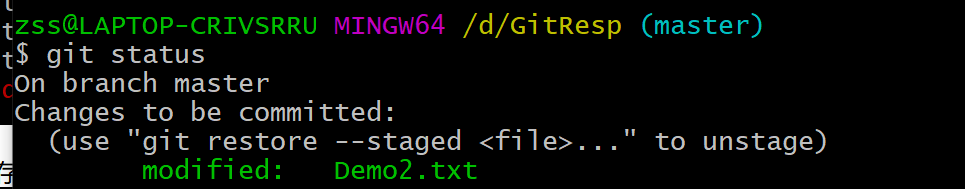 zss@LAPTOP-CRIVSRRU MINGW64 /d/GitResp (master)
$ git status
On branch master
Changes to be committed:
  (use "git restore --staged <file>..." to unstage)
        modified:   Demo2.txt